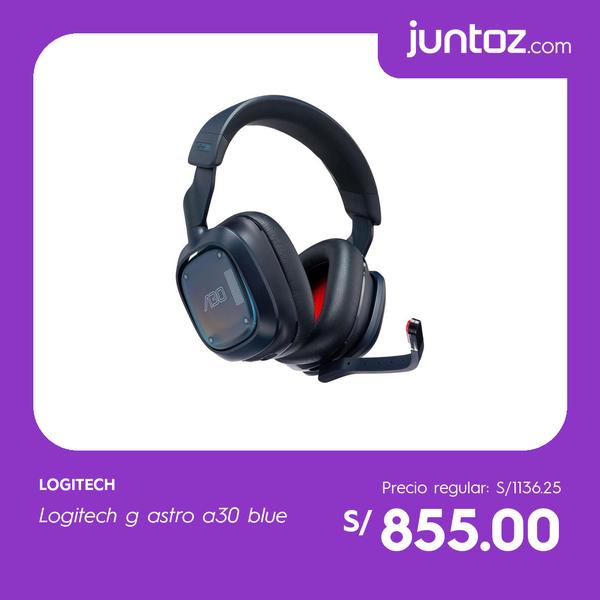 juntoz.com
A30
LOGITECH
Logitech g astro a30 blue
Precio regular: S/1136.25
S/ 855.00